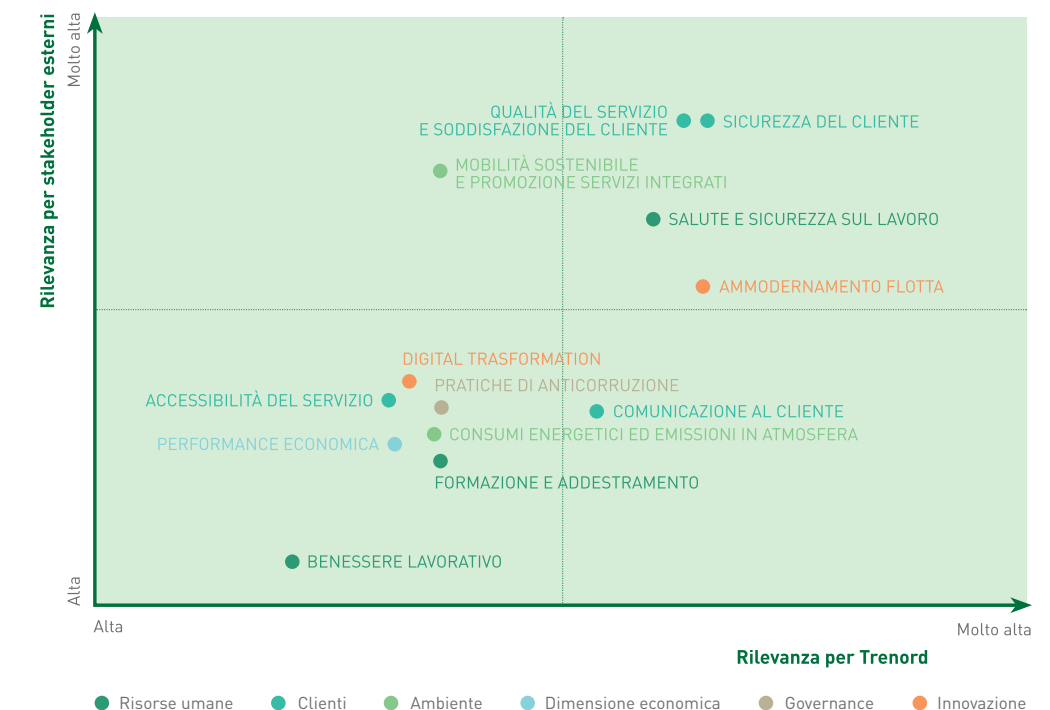 Rilevanza per stakeholder esterni
Molto alta
QUALITÀ DEL SERVIZIO
E SODDISFAZIONE DEL CLIENTE
SICUREZZA DEL CLIENTE
MOBILITÀ SOSTENIBILE
E PROMOZIONE SERVIZI INTEGRATI
SALUTE E SICUREZZA SUL LAVORO
AMMODERNAMENTO FLOTTA
DIGITAL TRASFORMATION
PRATICHE DI ANTICORRUZIONE
ACCESSIBILITÀ DEL SERVIZIO
COMUNICAZIONE AL CLIENTE
CONSUMI ENERGETICI ED EMISSIONI IN ATMOSFERA
PERFORMANCE ECONOMICA
FORMAZIONE E ADDESTRAMENTO
BENESSERE LAVORATIVO
Alta
Alta
Molto alta
Rilevanza per Trenord
Risorse umane
Clienti
Ambiente
Dimensione economica
Governance
Innovazione